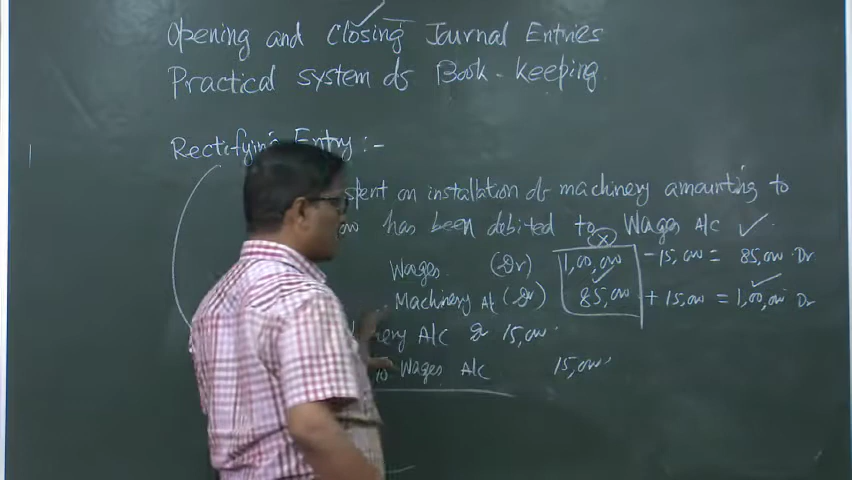 Opening and Closing Journal Entries
Practical system of Book-keeping
Rectifying Entry :-
spent on installation of machinery amounting to
has been debited to Wages A/c
Wages (Dr) 1,00,000 - 15,000 = 85,000 Dr
Machinery A/c (Dr) 85,000 + 15,000 = 1,00,000 Dr
A/c Dr 15,000
To Wages A/c 15,000